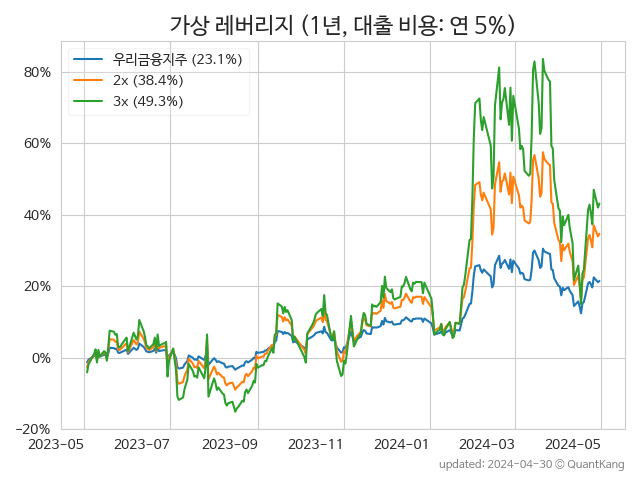 가상 레버리지 (1년, 대출 비용: 연 5%)
우리금융지주 (23.1%)
2x (38.4%)
3x (49.3%)
80%
60%
40%
20%
0%
−20%
2023−05 2023−07 2023−09 2023−11 2024−01 2024−03 2024−05
updated: 2024−04−30 © QuantKang